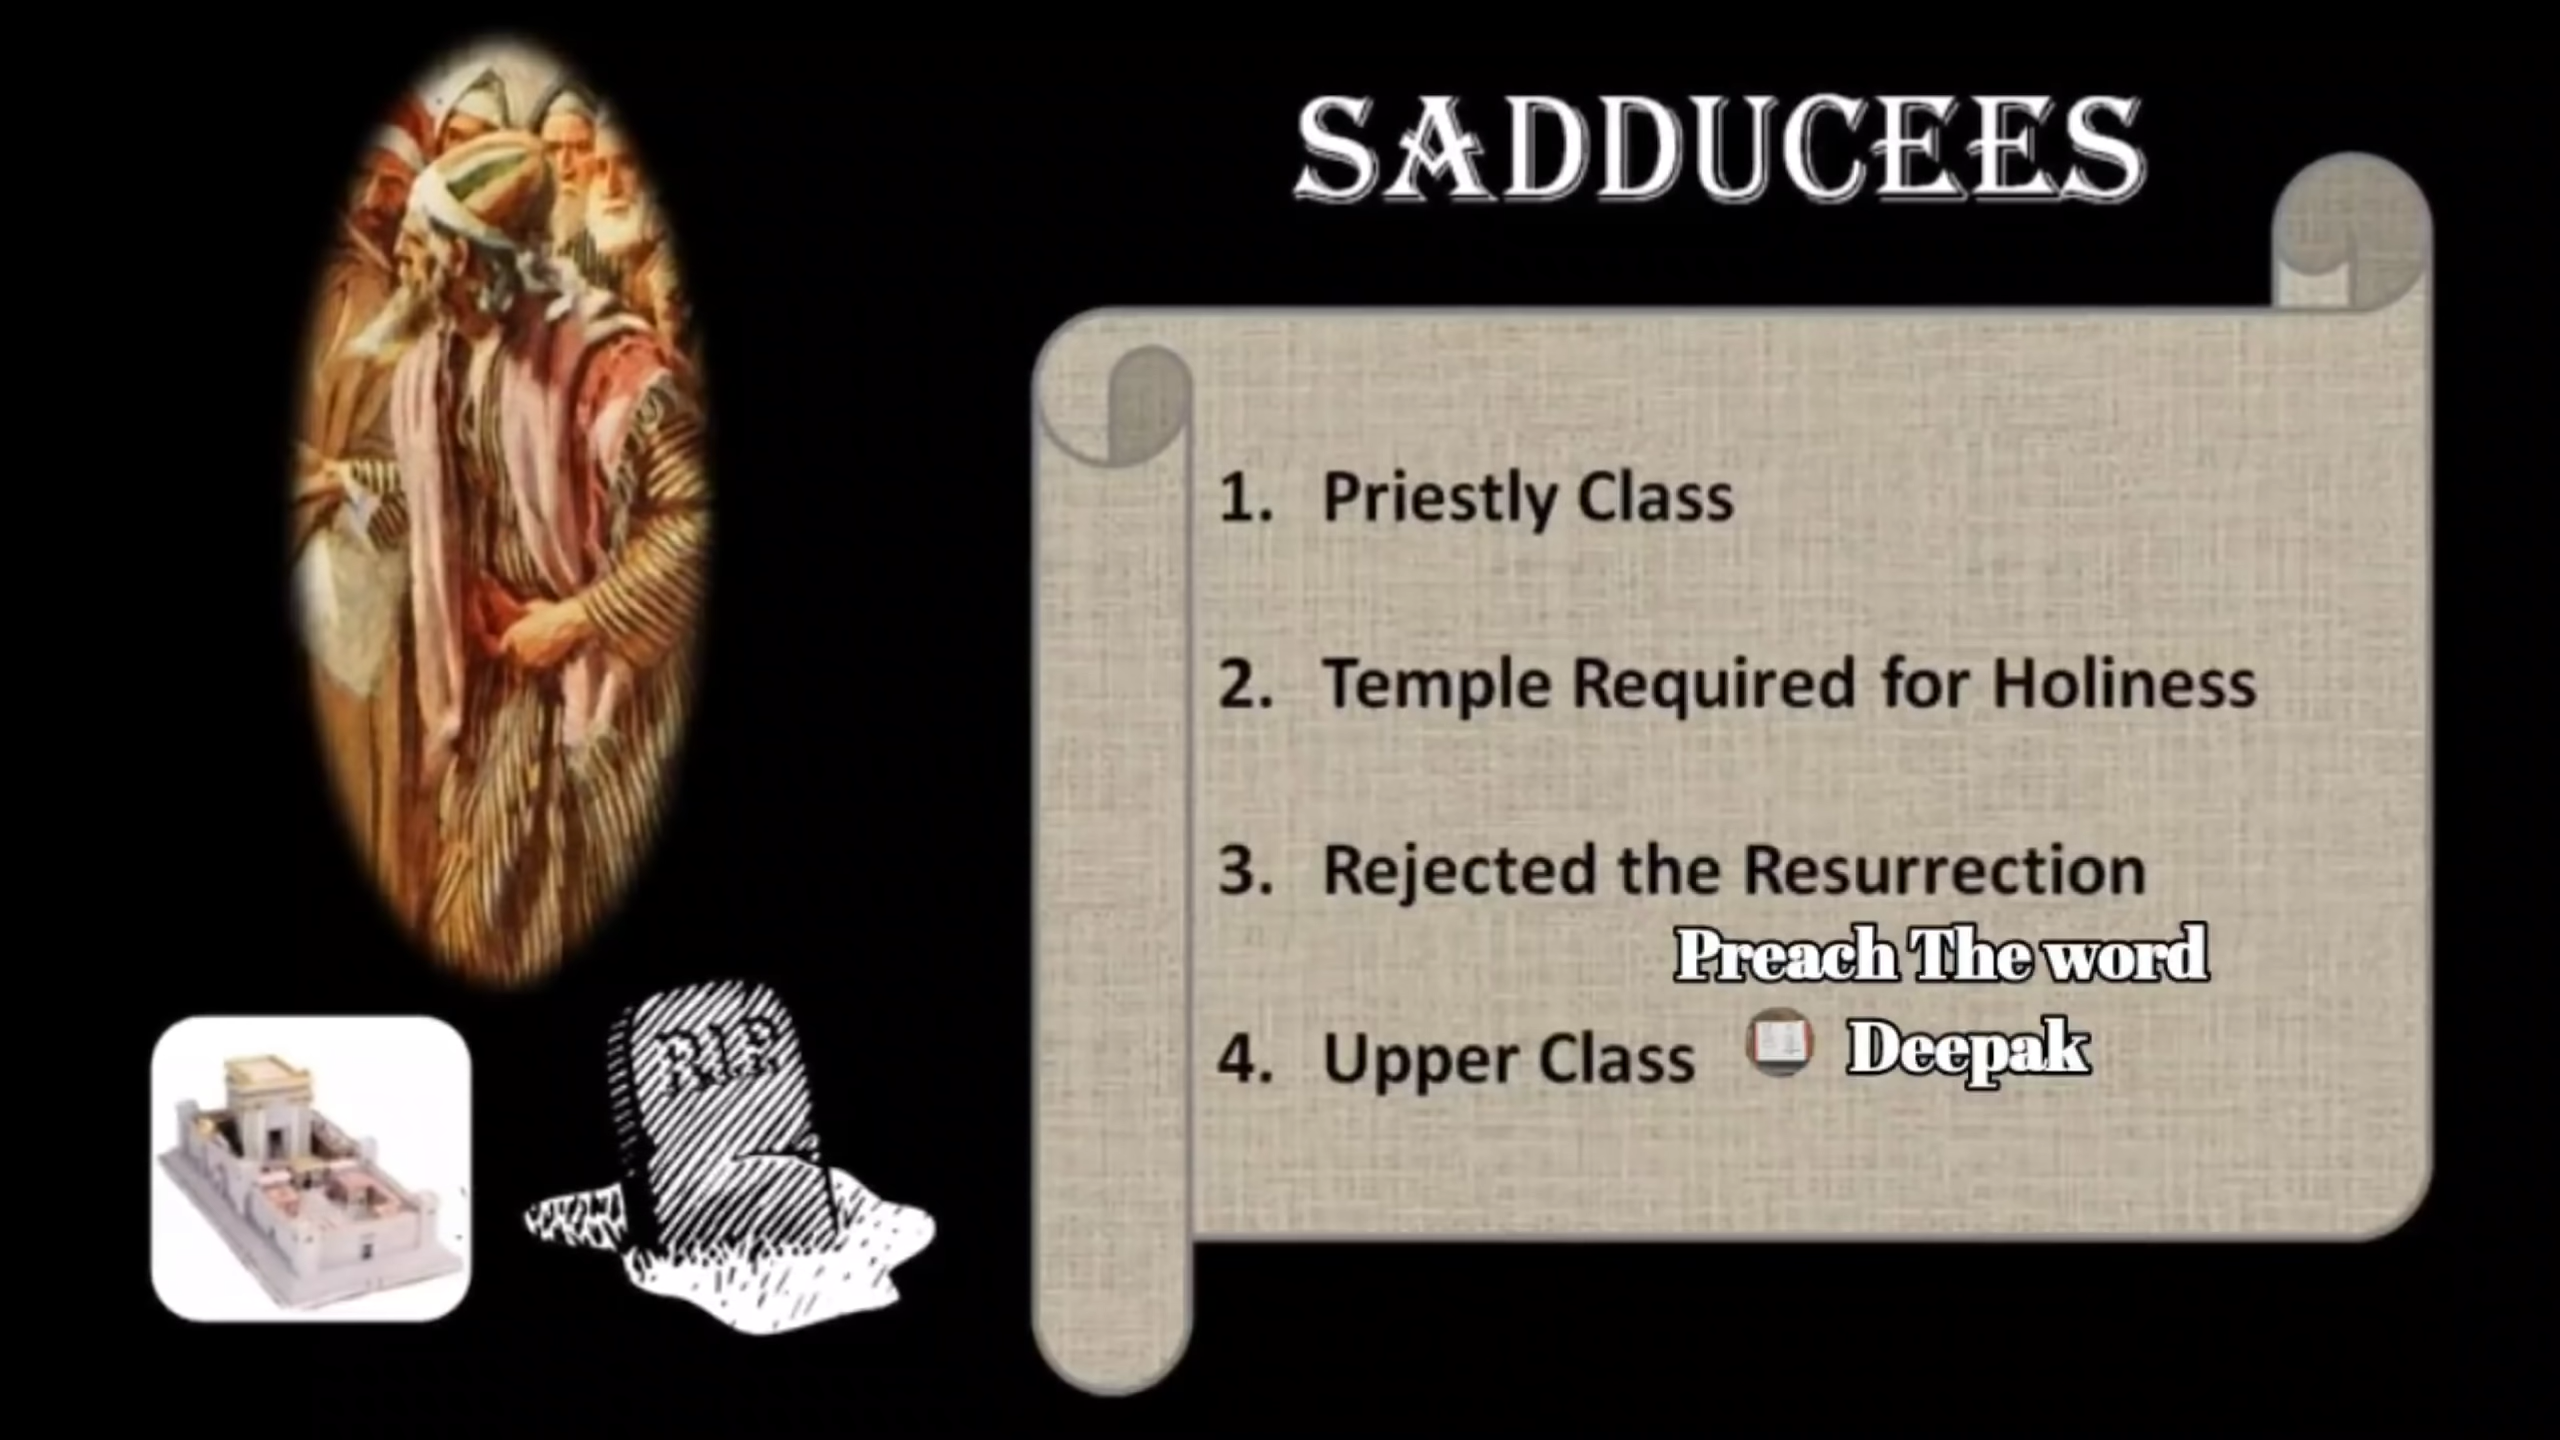 SADDUCEES
1. Priestly Class
2. Temple Required for Holiness
3. Rejected the Resurrection
Preach The word
4. Upper Class
Deepak
RIP